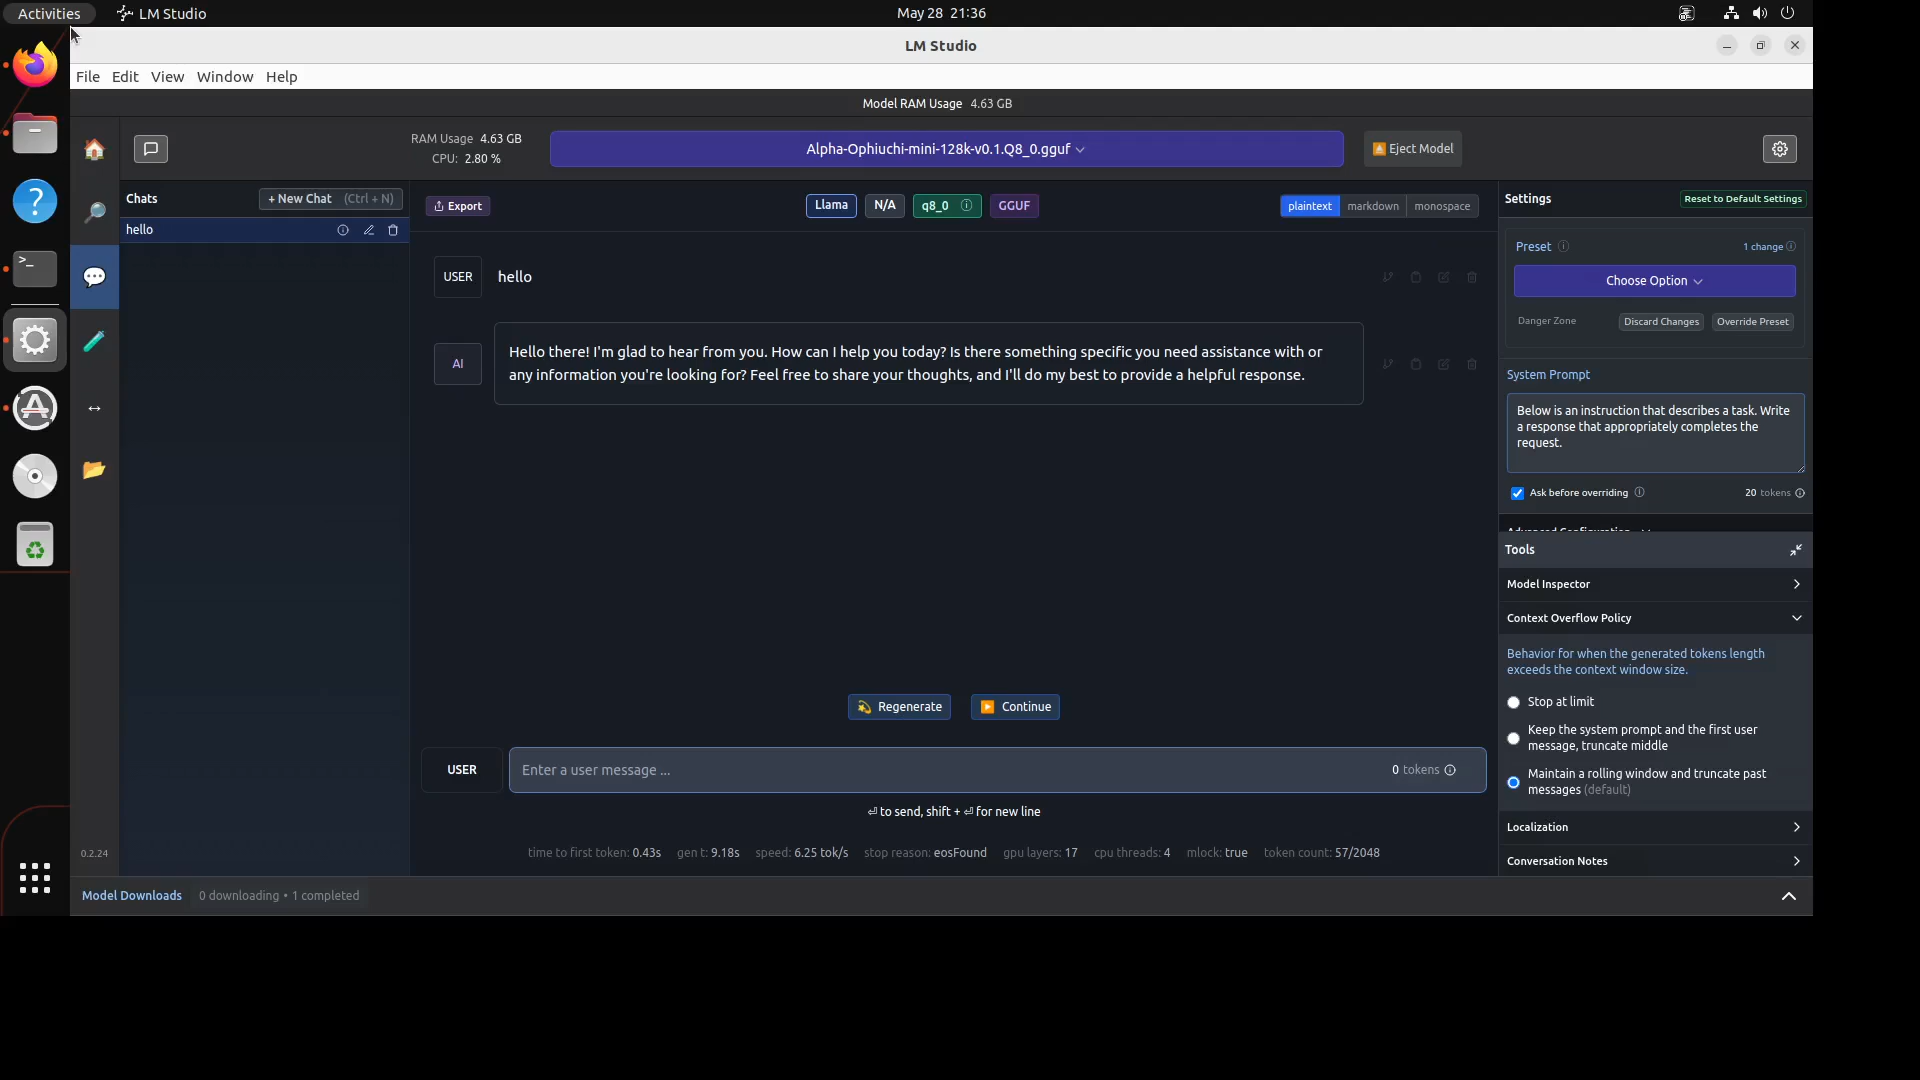 Activities
LM Studio
May 28 21:36
LM Studio
File Edit View Window Help
Model RAM Usage 4.63 GB
RAM Usage 4.63 GB
CPU: 2.80 %
Alpha-Ophiuchi-mini-128k-v0.1.Q8_0.gguf
Eject Model
Chats
+ New Chat (Ctrl + N)
hello
Export
Llama N/A q8_0 GGUF
plaintext markdown monospace
USER
hello
AI
Hello there! I'm glad to hear from you. How can I help you today? Is there something specific you need assistance with or
any information you're looking for? Feel free to share your thoughts, and I'll do my best to provide a helpful response.
Regenerate
Continue
USER
Enter a user message ...
0 tokens
⏎ to send, shift + ⏎ for new line
time to first token: 0.43s gen t: 9.18s speed: 6.25 tok/s stop reason: eosFound gpu layers: 17 cpu threads: 4 mlock: true token count: 57/2048
0.2.24
Settings
Reset to Default Settings
Preset
1 change
Choose Option
Danger Zone
Discard Changes
Override Preset
System Prompt
Below is an instruction that describes a task. Write
a response that appropriately completes the
request.
Ask before overriding
20 tokens
Advanced Configuration
Tools
Model Inspector
Context Overflow Policy
Behavior for when the generated tokens length
exceeds the context window size.
Stop at limit
Keep the system prompt and the first user
message, truncate middle
Maintain a rolling window and truncate past
messages (default)
Localization
Conversation Notes
Model Downloads 0 downloading • 1 completed